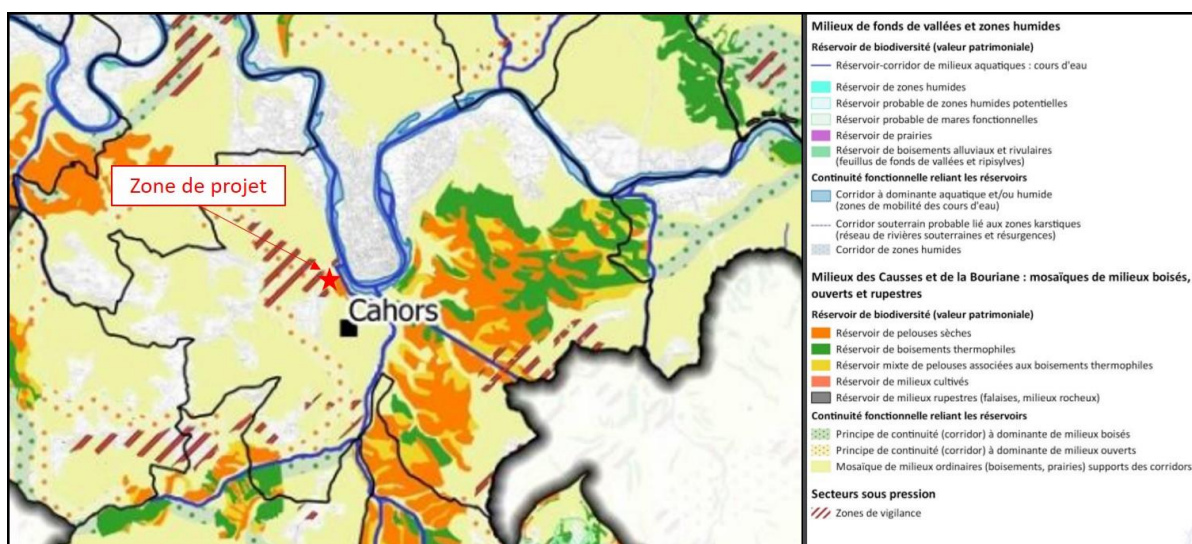 Zone de projet
Cahors
Milieux de fonds de vallées et zones humides
Réservoir de biodiversité (valeur patrimoniale)
Réservoir-corridor de milieux aquatiques : cours d'eau
Réservoir de zones humides
Réservoir probable de zones humides potentielles
Réservoir probable de mares fonctionnelles
Réservoir de prairies
Réservoir de boisements alluviaux et rivulaires
(feuillus de fonds de vallées et ripisylves)
Continuité fonctionnelle reliant les réservoirs
Corridor à dominante aquatique et/ou humide
(zones de mobilité des cours d'eau)
Corridor souterrain probable lié aux zones karstiques
(réseau de rivières souterraines et résurgences)
Corridor de zones humides
Milieux des Causses et de la Bouriane : mosaïques de milieux boisés,
ouverts et rupestres
Réservoir de biodiversité (valeur patrimoniale)
Réservoir de pelouses sèches
Réservoir de boisements thermophiles
Réservoir mixte de pelouses associées aux boisements thermophiles
Réservoir de milieux cultivés
Réservoir de milieux rupestres (falaises, milieux rocheux)
Continuité fonctionnelle reliant les réservoirs
Principe de continuité (corridor) à dominante de milieux boisés
Principe de continuité (corridor) à dominante de milieux ouverts
Mosaïque de milieux ordinaires (boisements, prairies) supports des corridors
Secteurs sous pression
Zones de vigilance